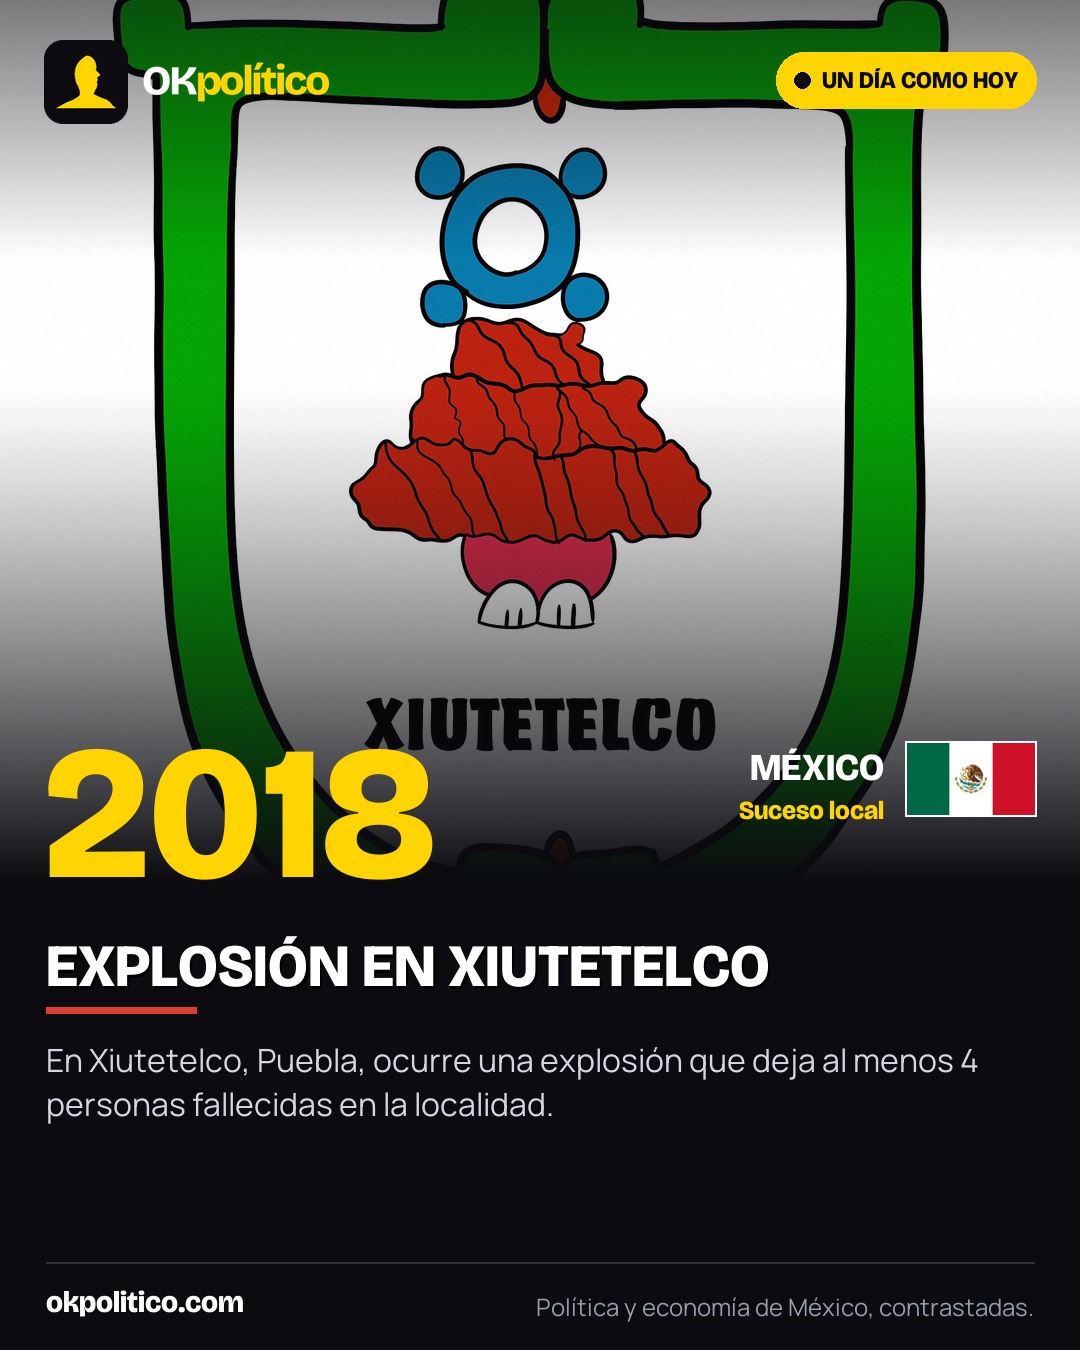 OKpolítico
UN DÍA COMO HOY
XIUTETELCO
2018
MÉXICO
Suceso local
EXPLOSIÓN EN XIUTETELCO
En Xiutetelco, Puebla, ocurre una explosión que deja al menos 4
personas fallecidas en la localidad.
okpolitico.com
Política y economía de México, contrastadas.